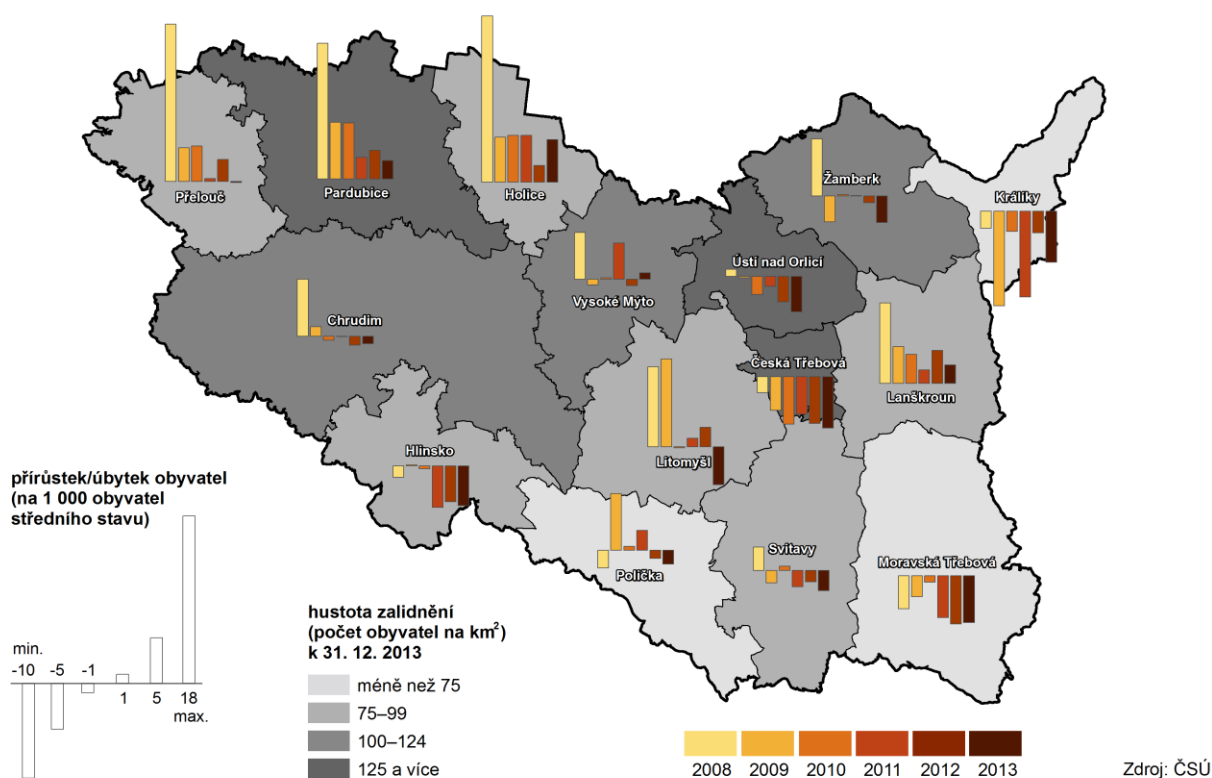 Přelouč
Pardubice
Holice
Žamberk
Králíky
Ústí nad Orlicí
Vysoké Mýto
Chrudim
Česká Třebová
Lanškroun
Hlinsko
Litomyšl
Svitavy
Moravská Třebová
Polička
přírůstek/úbytek obyvatel
(na 1 000 obyvatel
středního stavu)
min.
-10
-5
-1
1
5
18
max.
hustota zalidnění
(počet obyvatel na km²)
k 31. 12. 2013
méně než 75
75–99
100–124
125 a více
2008 2009 2010 2011 2012 2013
Zdroj: ČSÚ